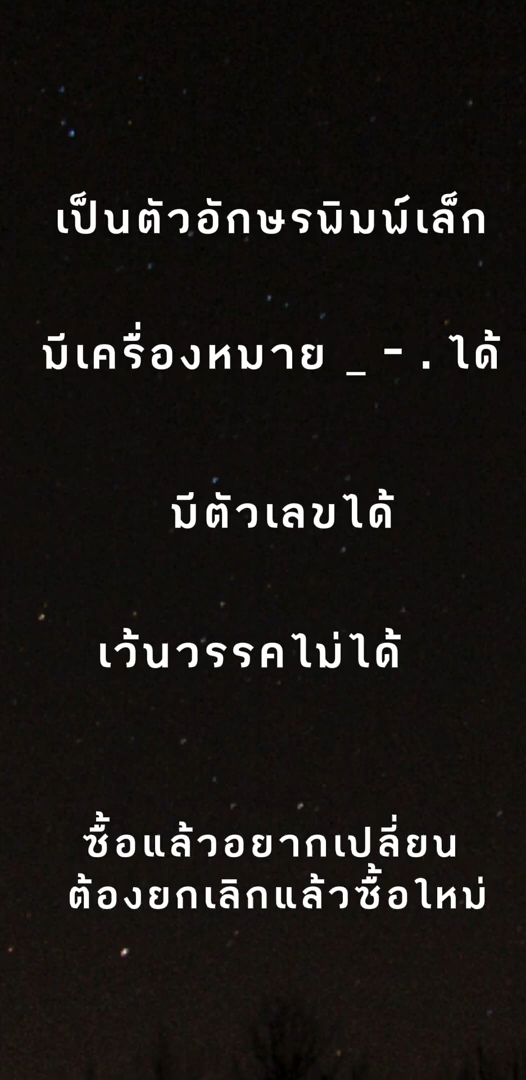 เป็นตัวอักษรพิมพ์เล็ก
มีเครื่องหมาย _ - . ได้
มีตัวเลขได้
เว้นวรรคไม่ได้
ซื้อแล้วอยากเปลี่ยน
ต้องยกเลิกแล้วซื้อใหม่